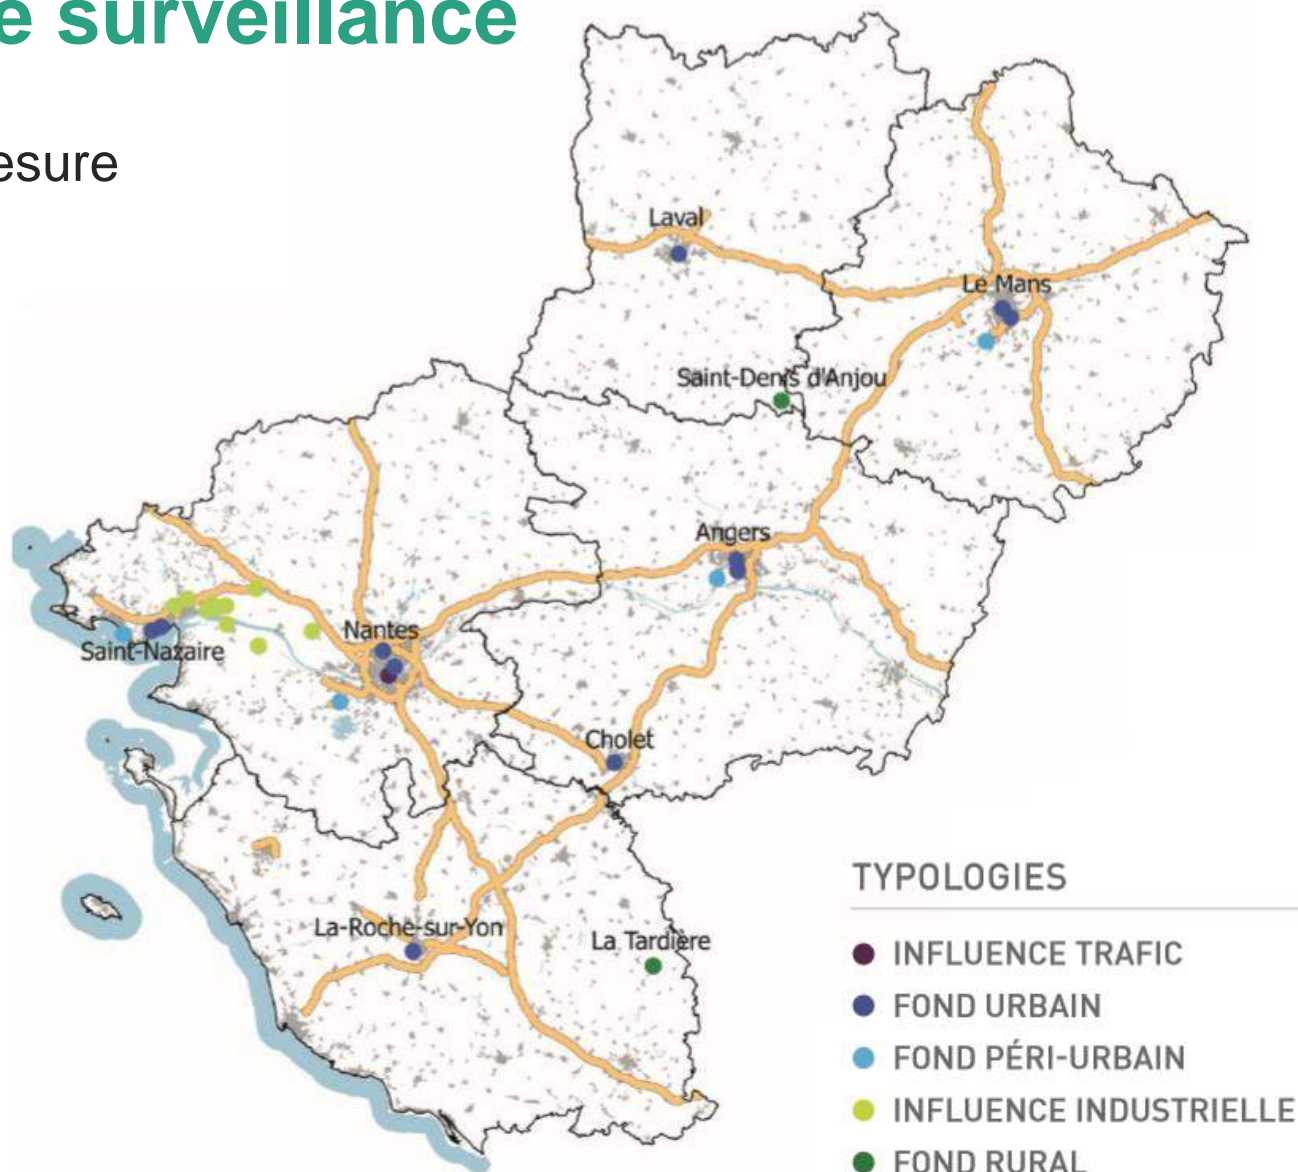 e surveillance
esure
Laval
Le Mans
Saint-Denis d'Anjou
Angers
Nantes
Saint-Nazaire
Cholet
La-Roche-sur-Yon
La Tardière
TYPOLOGIES
INFLUENCE TRAFIC
FOND URBAIN
FOND PÉRI-URBAIN
INFLUENCE INDUSTRIELLE
FOND RURAL